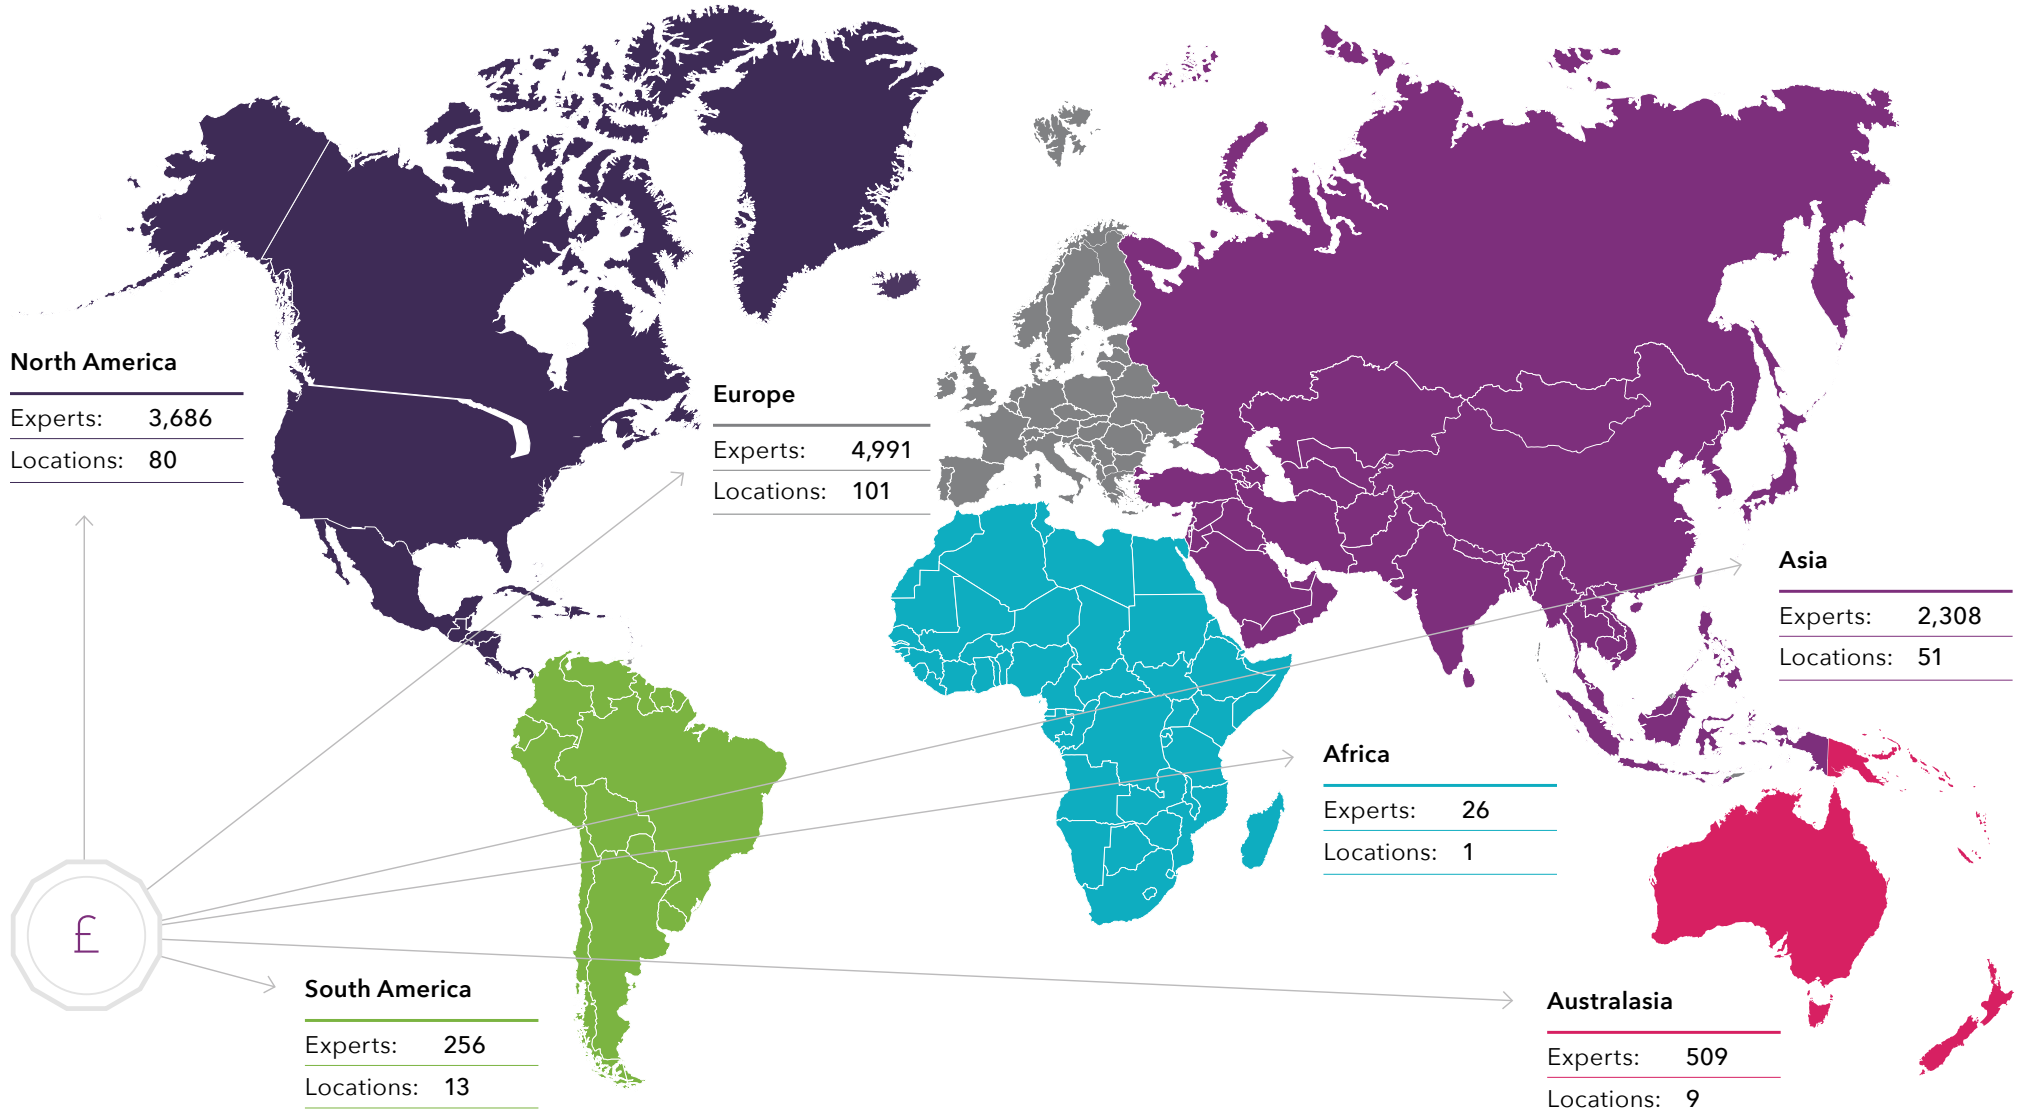 North America
Experts: 3,686
Locations: 80
Europe
Experts: 4,991
Locations: 101
Asia
Experts: 2,308
Locations: 51
Africa
Experts: 26
Locations: 1
£
South America
Experts: 256
Locations: 13
Australasia
Experts: 509
Locations: 9